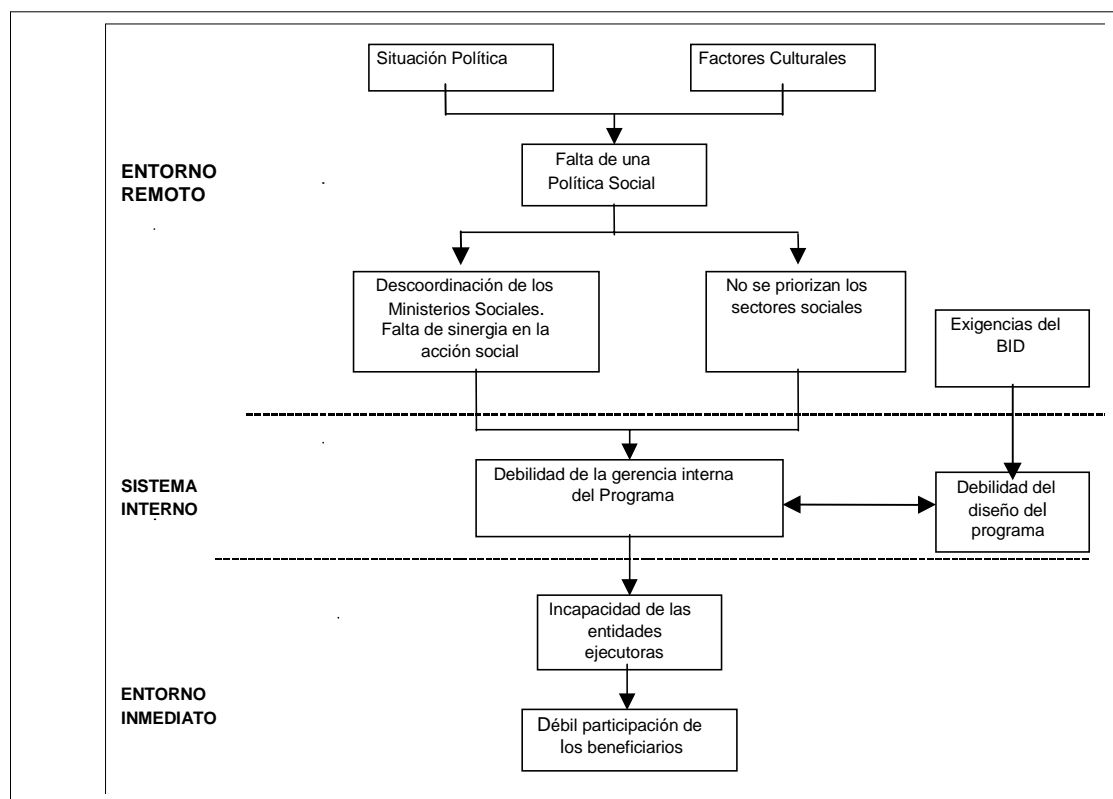 Situación Política
Factores Culturales
ENTORNO
REMOTO
Falta de una
Política Social
Descoordinación de los
Ministerios Sociales.
Falta de sinergia en la
acción social
No se priorizan los
sectores sociales
Exigencias del
BID
SISTEMA
INTERNO
Debilidad de la gerencia interna
del Programa
Debilidad del
diseño del
programa
Incapacidad de las
entidades
ejecutoras
ENTORNO
INMEDIATO
Débil participación de
los beneficiarios